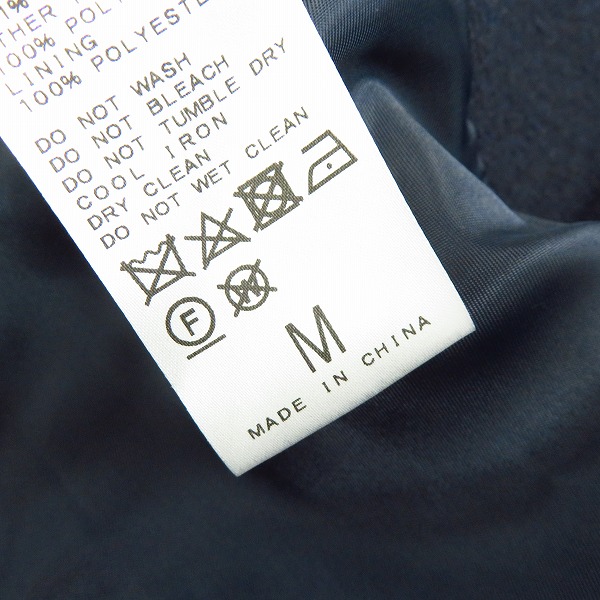 1%
THER
100% POLY
LINING
100% POLYESTER
DO NOT WASH
DO NOT BLEACH
DO NOT TUMBLE DRY
COOL IRON
DRY CLEAN
DO NOT WET CLEAN
F W
M
MADE IN CHINA